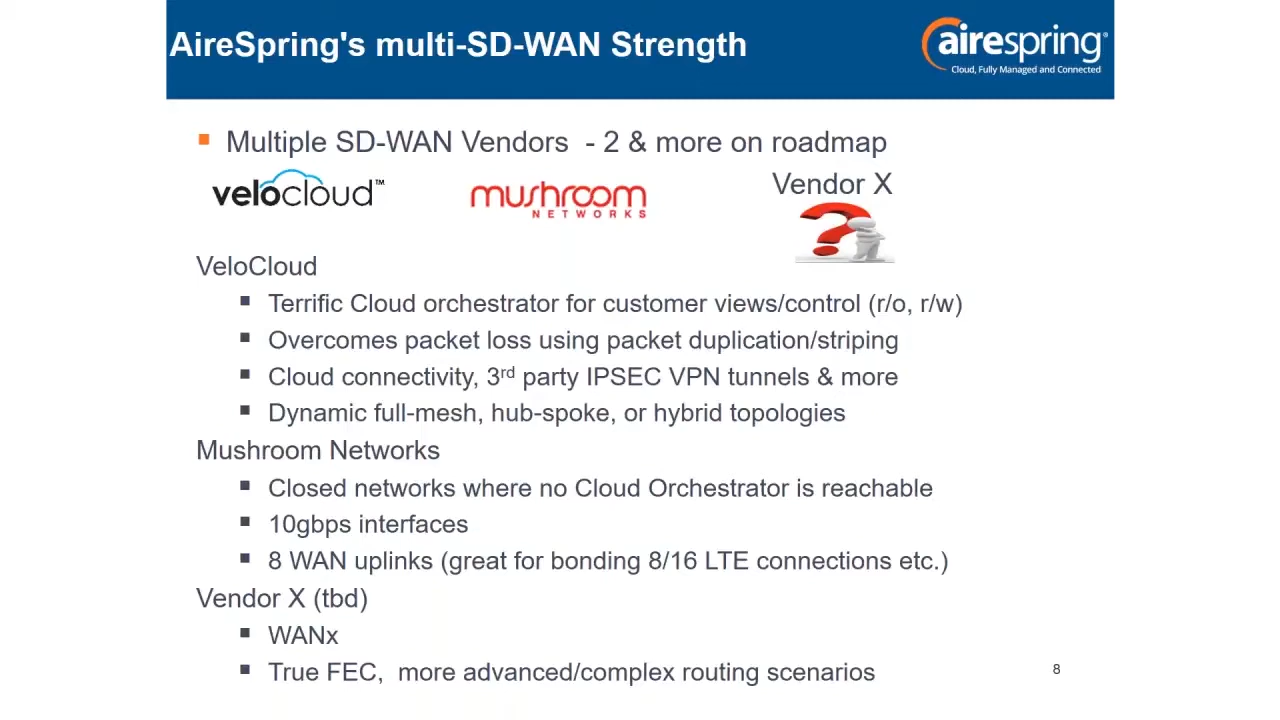 AireSpring's multi-SD-WAN Strength
airespring®
Cloud, Fully Managed and Connected
▪ Multiple SD-WAN Vendors - 2 & more on roadmap
velocloud™
mushroom
NETWORKS
Vendor X
?
VeloCloud
▪ Terrific Cloud orchestrator for customer views/control (r/o, r/w)
▪ Overcomes packet loss using packet duplication/striping
▪ Cloud connectivity, 3rd party IPSEC VPN tunnels & more
▪ Dynamic full-mesh, hub-spoke, or hybrid topologies
Mushroom Networks
▪ Closed networks where no Cloud Orchestrator is reachable
▪ 10gbps interfaces
▪ 8 WAN uplinks (great for bonding 8/16 LTE connections etc.)
Vendor X (tbd)
▪ WANx
▪ True FEC, more advanced/complex routing scenarios
8